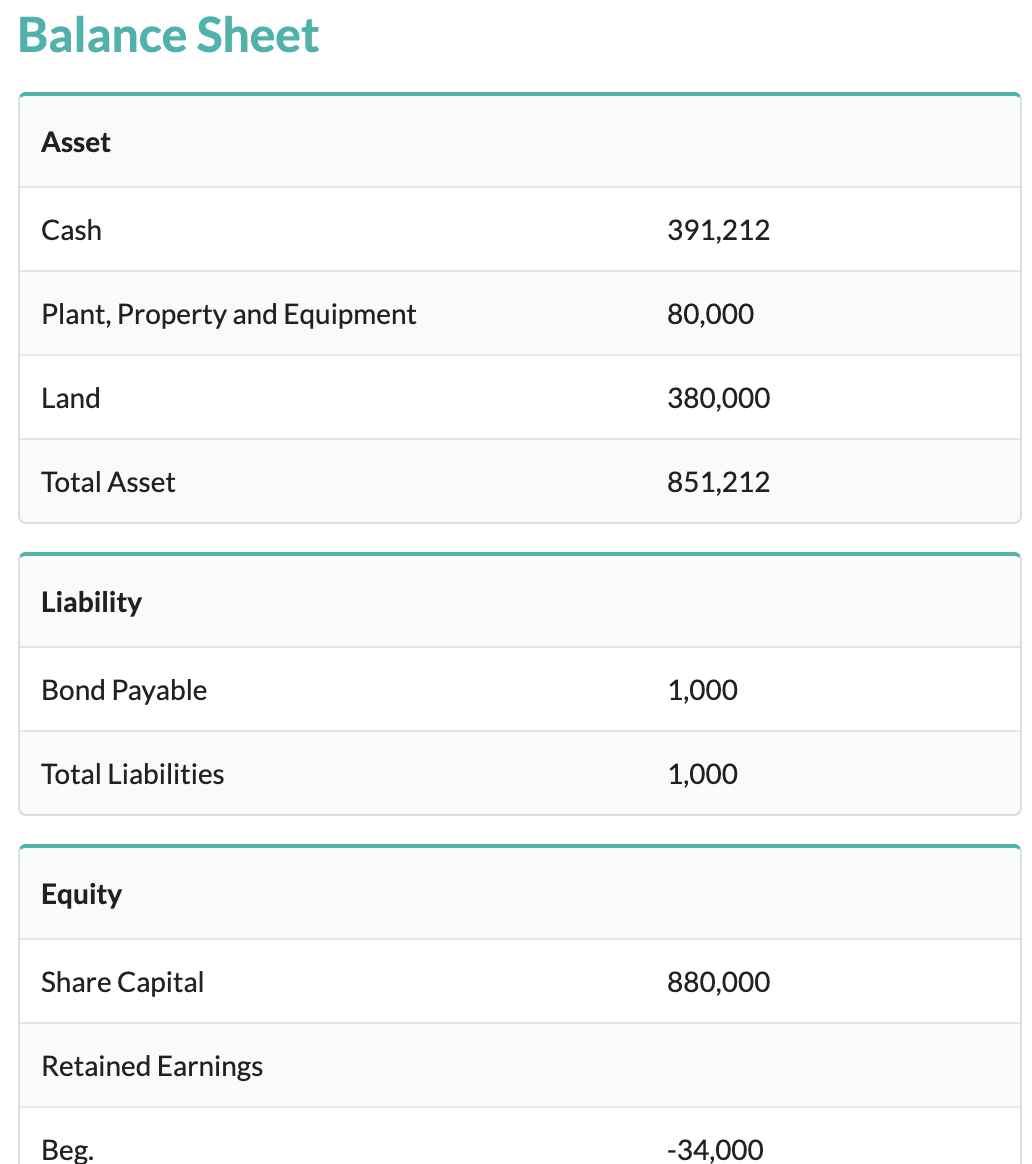 Balance Sheet
Asset
Cash 391,212
Plant, Property and Equipment 80,000
Land 380,000
Total Asset 851,212
Liability
Bond Payable 1,000
Total Liabilities 1,000
Equity
Share Capital 880,000
Retained Earnings
Beg. -34,000